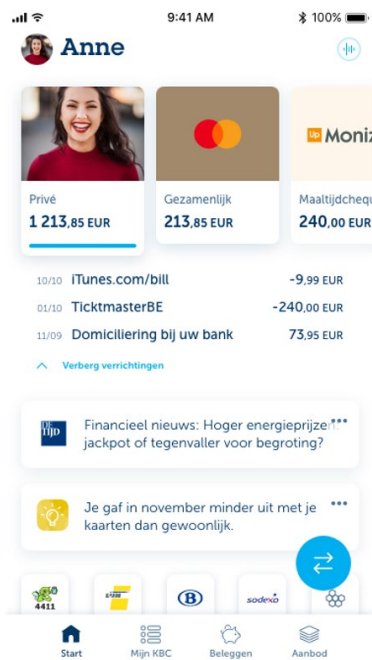 9:41 AM
100%
Anne
Up Moniz
Privé
1 213,85 EUR
Gezamenlijk
213,85 EUR
Maaltijdchequ
240,00 EUR
10/10 iTunes.com/bill -9,99 EUR
01/10 TicktmasterBE -240,00 EUR
11/09 Domiciliering bij uw bank 73,95 EUR
Verberg verrichtingen
DE TIJD
Financieel nieuws: Hoger energieprijzen:
jackpot of tegenvaller voor begroting?
Je gaf in november minder uit met je
kaarten dan gewoonlijk.
4411
B
sodexo
Start
Mijn KBC
Beleggen
Aanbod